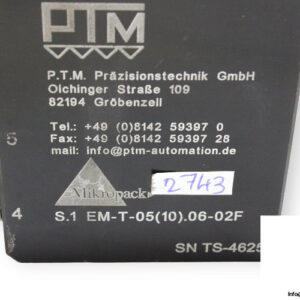 PTM
P.T.M. Präzisionstechnik GmbH
Olchinger Straße 109
82194 Gröbenzell
Tel.: +49 (0)8142 59397 0
Fax: +49 (0)8142 59397 28
mail: info@ptm-automation.de
5
Mikropack
2743
4
S.1 EM-T-05(10).06-02F
SN TS-4625